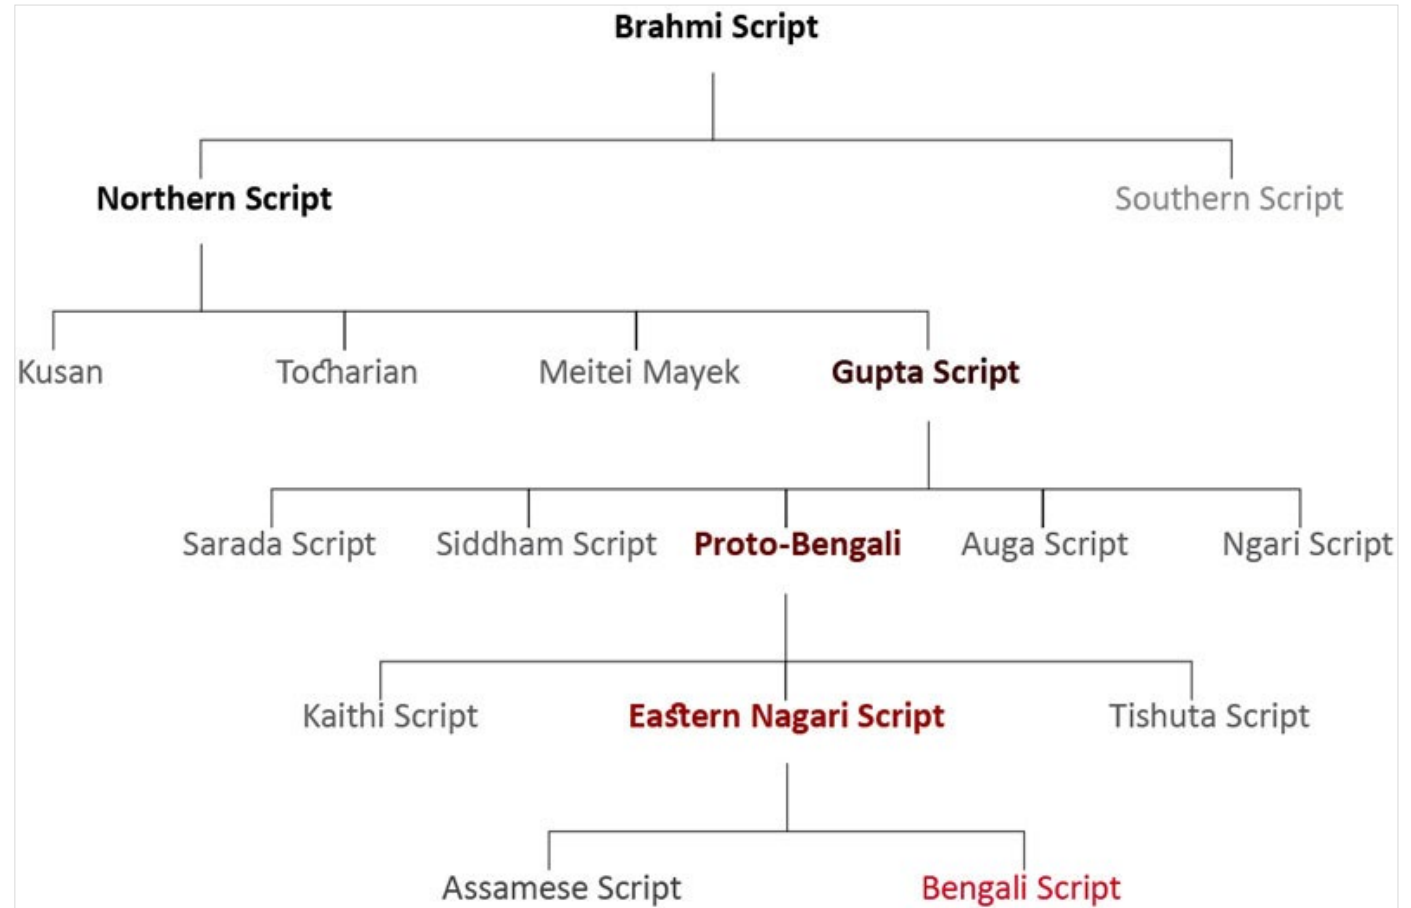 Brahmi Script
Northern Script Southern Script
Kusan Tocharian Meitei Mayek Gupta Script
Sarada Script Siddham Script Proto-Bengali Auga Script Ngari Script
Kaithi Script Eastern Nagari Script Tishuta Script
Assamese Script Bengali Script